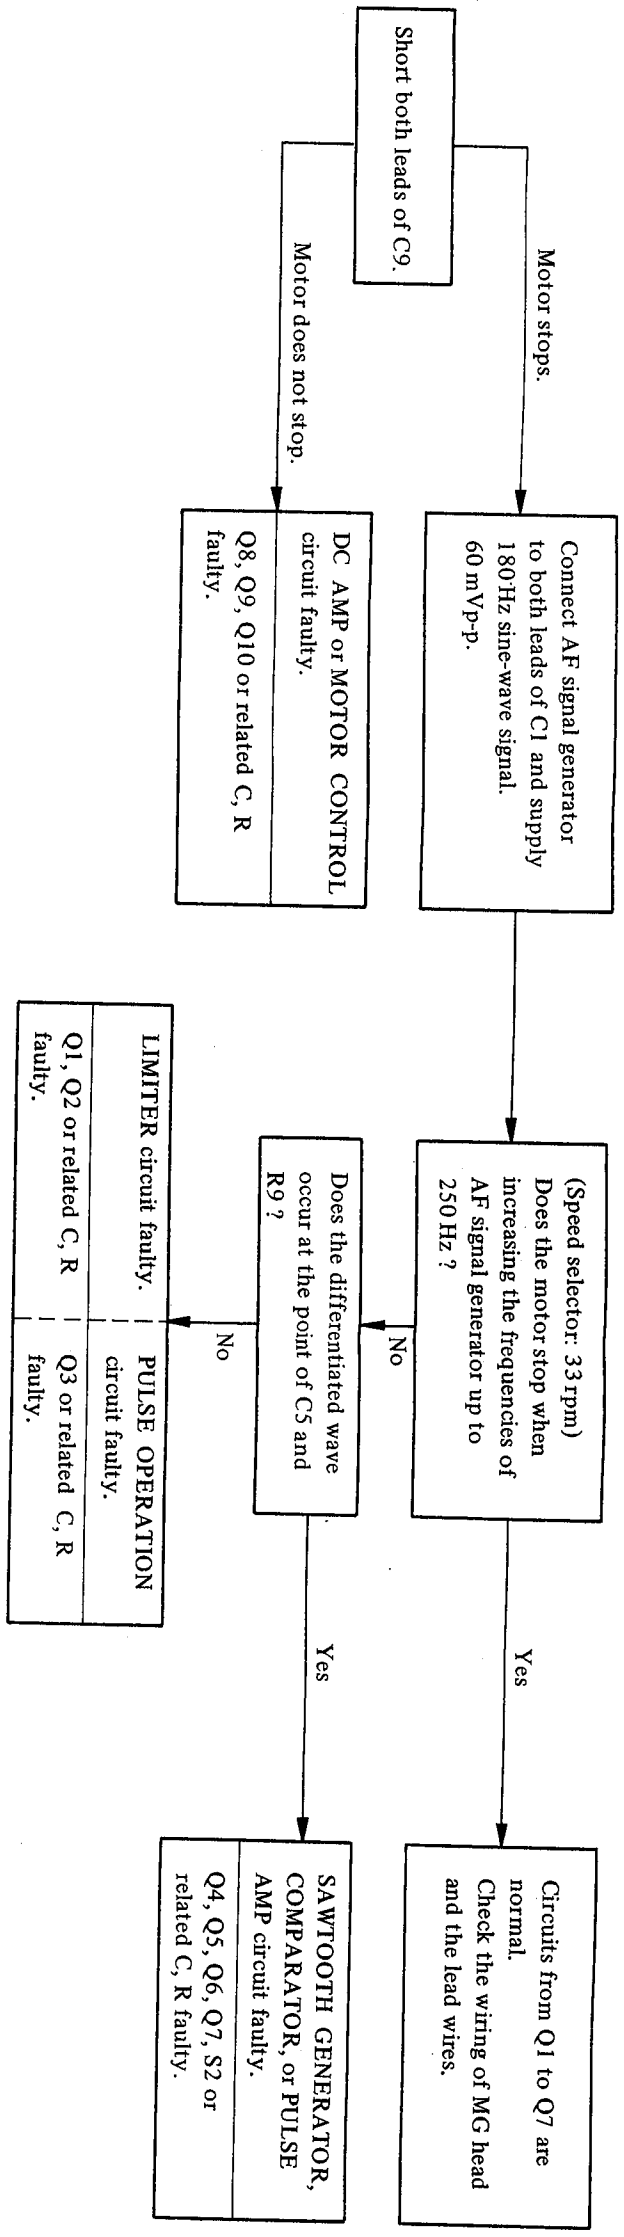 Short both leads of C9.
Motor stops.
Motor does not stop.
Connect AF signal generator
to both leads of C1 and supply
180 Hz sine-wave signal.
60 mVp-p.
DC AMP or MOTOR CONTROL
circuit faulty.
Q8, Q9, Q10 or related C, R
faulty.
(Speed selector: 33 rpm)
Does the motor stop when
increasing the frequencies of
AF signal generator up to
250 Hz ?
No
Yes
Does the differentiated wave
occur at the point of C5 and
R9 ?
No
Yes
LIMITER circuit faulty.
Q1, Q2 or related C, R
faulty.
PULSE OPERATION
circuit faulty.
Q3 or related C, R
faulty.
Circuits from Q1 to Q7 are
normal.
Check the wiring of MG head
and the lead wires.
SAWTOOTH GENERATOR,
COMPARATOR, or PULSE
AMP circuit faulty.
Q4, Q5, Q6, Q7, S2 or
related C, R faulty.